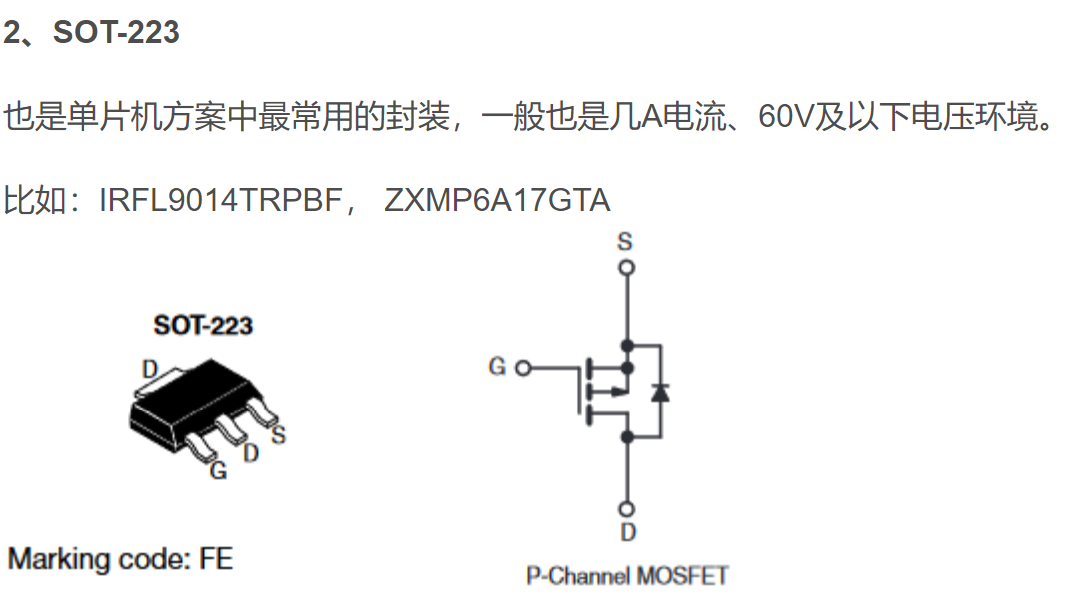 2、SOT-223
也是单片机方案中最常用的封装，一般也是几A电流、60V及以下电压环境。
比如：IRFL9014TRPBF， ZXMP6A17GTA
SOT-223
D
G
D
S
Marking code: FE
S
G
D
P-Channel MOSFET